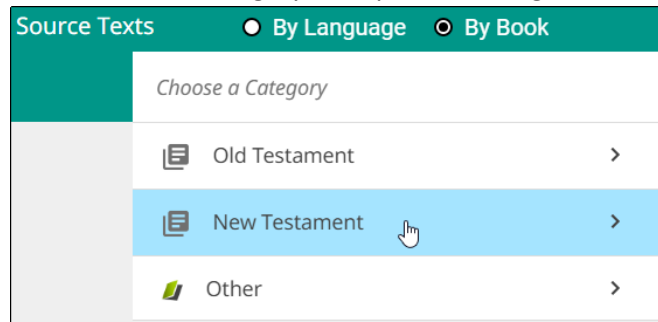 Source Texts By Language By Book
Choose a Category
Old Testament
New Testament
Other